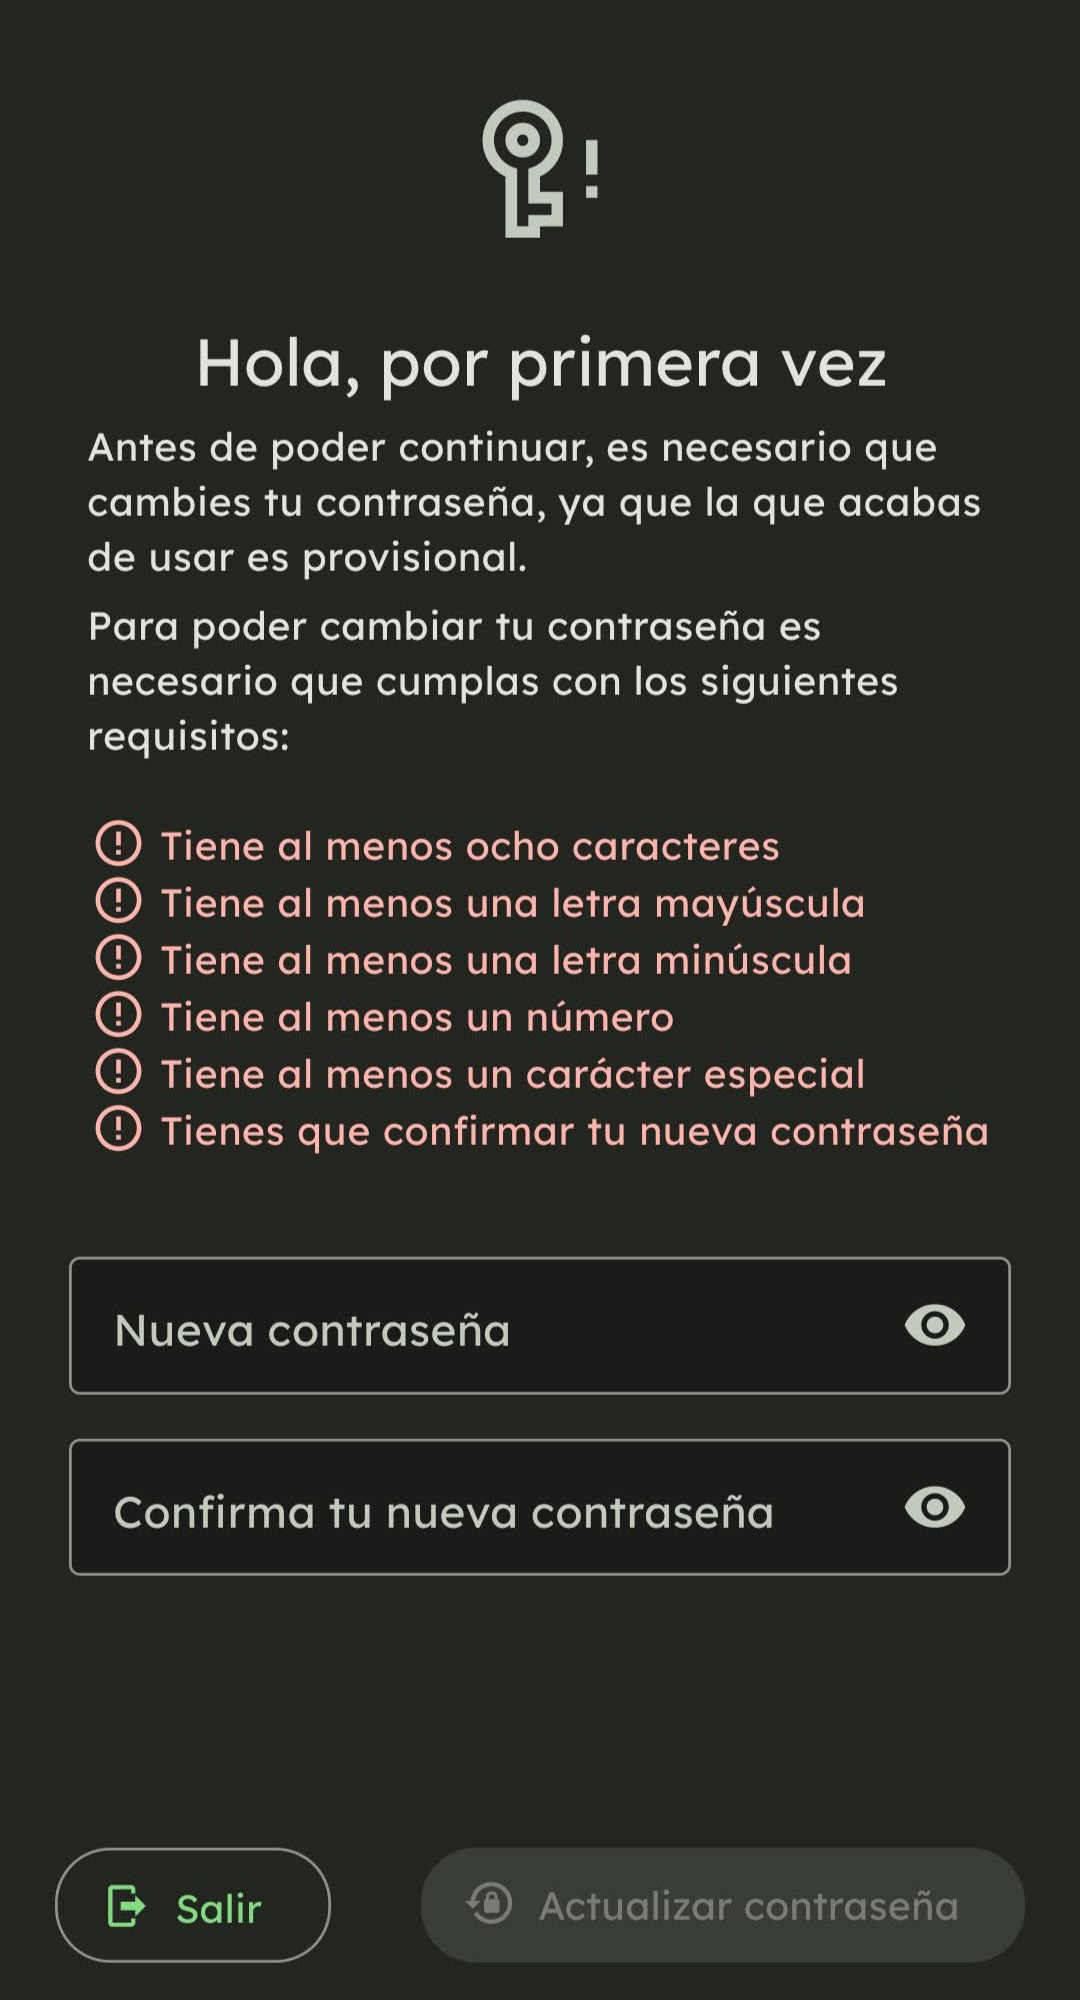 Hola, por primera vez
Antes de poder continuar, es necesario que
cambies tu contraseña, ya que la que acabas
de usar es provisional.
Para poder cambiar tu contraseña es
necesario que cumplas con los siguientes
requisitos:
Tiene al menos ocho caracteres
Tiene al menos una letra mayúscula
Tiene al menos una letra minúscula
Tiene al menos un número
Tiene al menos un carácter especial
Tienes que confirmar tu nueva contraseña
Nueva contraseña
Confirma tu nueva contraseña
Salir
Actualizar contraseña